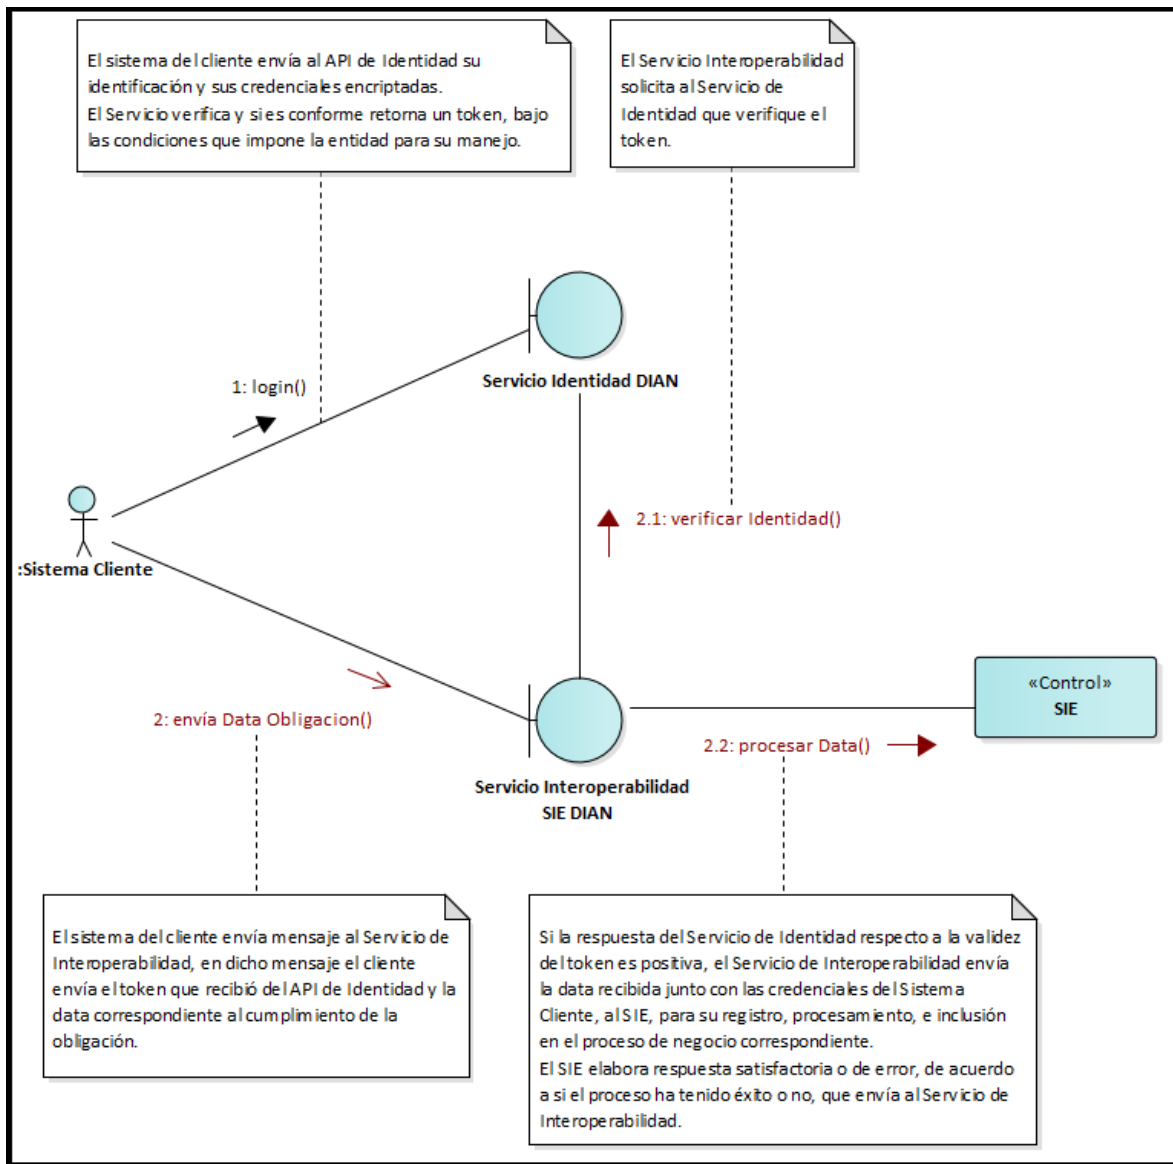 El sistema del cliente envía al API de Identidad su
identificación y sus credenciales encriptadas.
El Servicio verifica y si es conforme retorna un token, bajo
las condiciones que impone la entidad para su manejo.
El Servicio Interoperabilidad
solicita al Servicio de
Identidad que verifique el
token.
Servicio Identidad DIAN
1: login()
2.1: verificar Identidad()
:Sistema Cliente
«Control»
SIE
2: envía Data Obligacion()
2.2: procesar Data()
Servicio Interoperabilidad
SIE DIAN
El sistema del cliente envía mensaje al Servicio de
Interoperabilidad, en dicho mensaje el cliente
envía el token que recibió del API de Identidad y la
data correspondiente al cumplimiento de la
obligación.
Si la respuesta del Servicio de Identidad respecto a la validez
del token es positiva, el Servicio de Interoperabilidad envía
la data recibida junto con las credenciales del Sistema
Cliente, al SIE, para su registro, procesamiento, e inclusión
en el proceso de negocio correspondiente.
El SIE elabora respuesta satisfactoria o de error, de acuerdo
a si el proceso ha tenido éxito o no, que envía al Servicio de
Interoperabilidad.